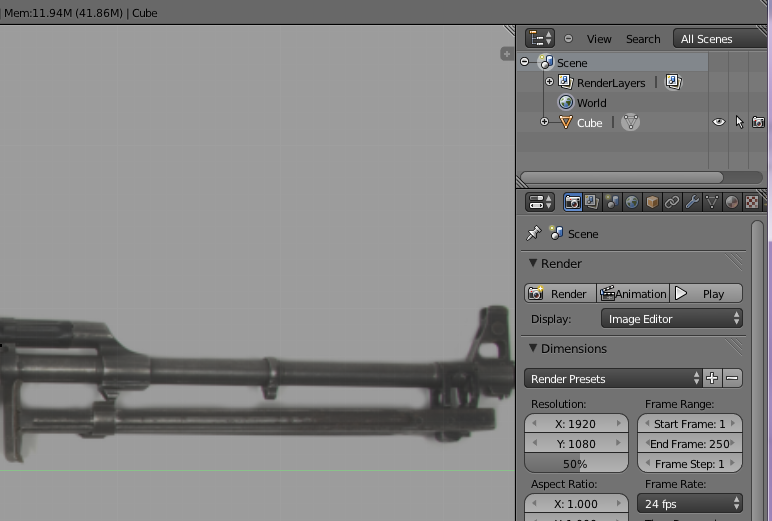 | Mem:11.94M (41.86M) | Cube
View Search All Scenes
Scene
RenderLayers |
World
Cube |
Scene
Render
Render Animation Play
Display: Image Editor
Dimensions
Render Presets
Resolution: Frame Range:
X: 1920 Start Frame: 1
Y: 1080 End Frame: 250
50% Frame Step: 1
Aspect Ratio: Frame Rate:
X: 1.000 24 fps